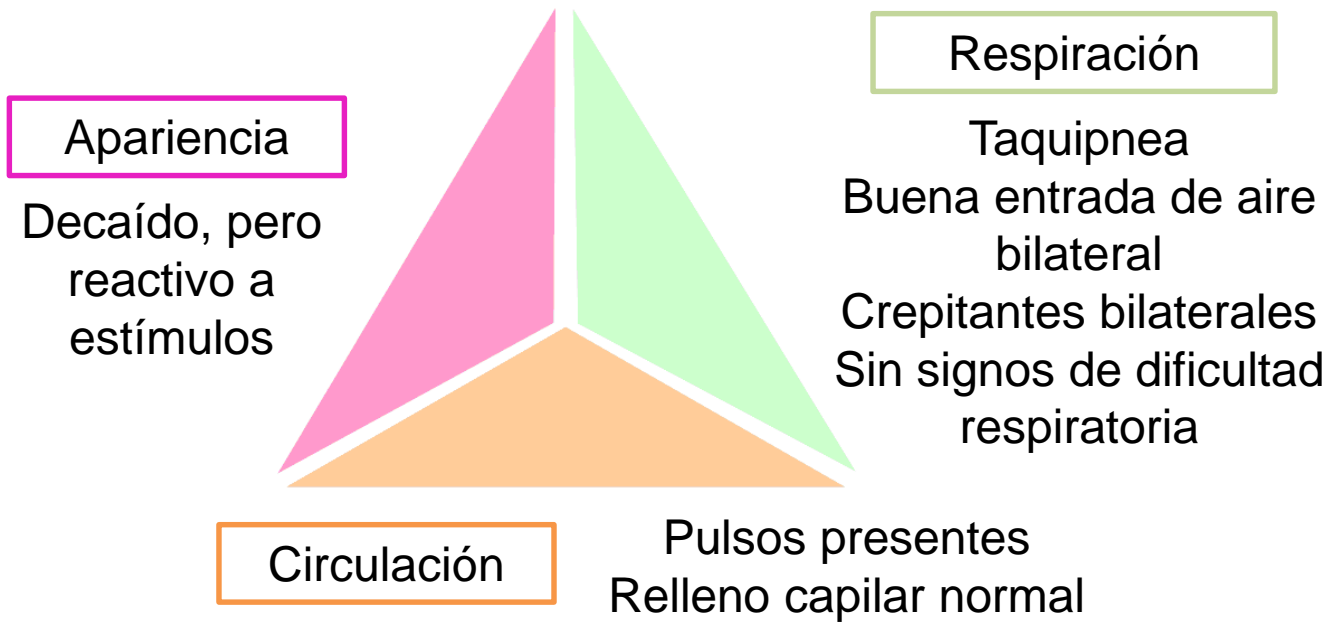 Apariencia
Decaído, pero
reactivo a
estímulos
Respiración
Taquipnea
Buena entrada de aire
bilateral
Crepitantes bilaterales
Sin signos de dificultad
respiratoria
Circulación
Pulsos presentes
Relleno capilar normal